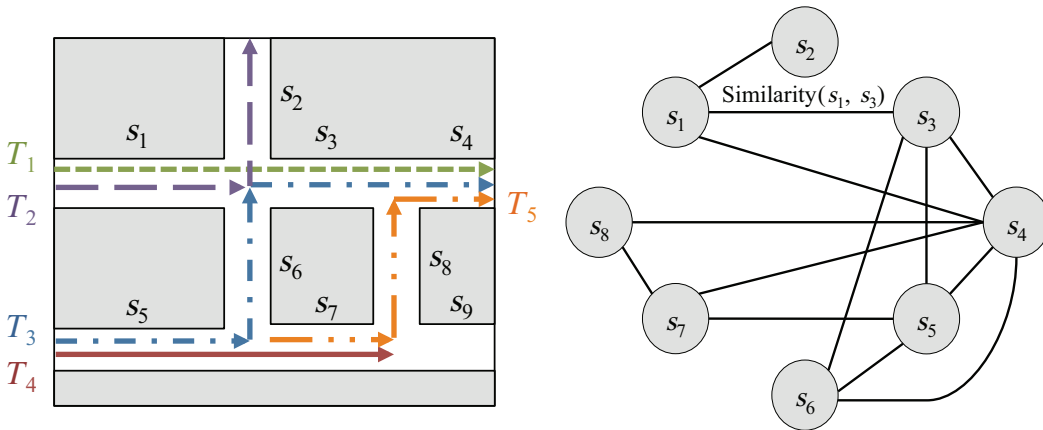 s₂
s₁ s₃ s₄
T₁
T₂ T₅
s₆ s₈
s₅ s₇ s₉
T₃
T₄
s₂
Similarity(s₁, s₃)
s₁ s₃
s₈ s₄
s₇ s₅
s₆